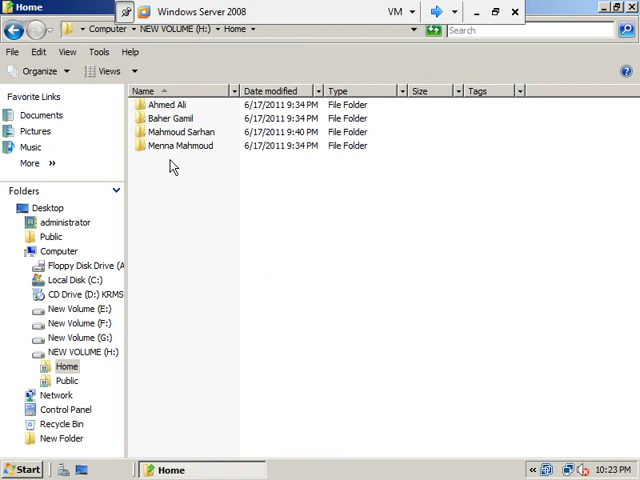 Home
Windows Server 2008
VM
Computer NEW VOLUME (H:) Home
Search
File Edit View Tools Help
Organize Views
Favorite Links
Documents
Pictures
Music
More »
Folders
Desktop
administrator
Public
Computer
Floppy Disk Drive (A
Local Disk (C:)
CD Drive (D:) KRMS
New Volume (E:)
New Volume (F:)
New Volume (G:)
NEW VOLUME (H:)
Home
Public
Network
Control Panel
Recycle Bin
New Folder
Name Date modified Type Size Tags
Ahmed Ali 6/17/2011 9:34 PM File Folder
Baher Gamil 6/17/2011 9:34 PM File Folder
Mahmoud Sarhan 6/17/2011 9:40 PM File Folder
Menna Mahmoud 6/17/2011 9:34 PM File Folder
Start
Home
« 10:23 PM